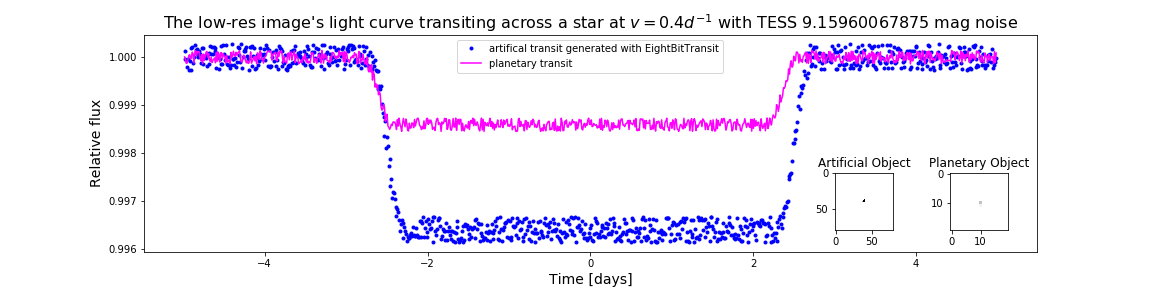 The low-res image's light curve transiting across a star at v = 0.4d⁻¹ with TESS 9.15960067875 mag noise
artifical transit generated with EightBitTransit
planetary transit
Relative flux
1.000
0.999
0.998
0.997
0.996
−4
−2
0
2
4
Time [days]
Artificial Object
0
50
0
50
Planetary Object
0
10
0
10